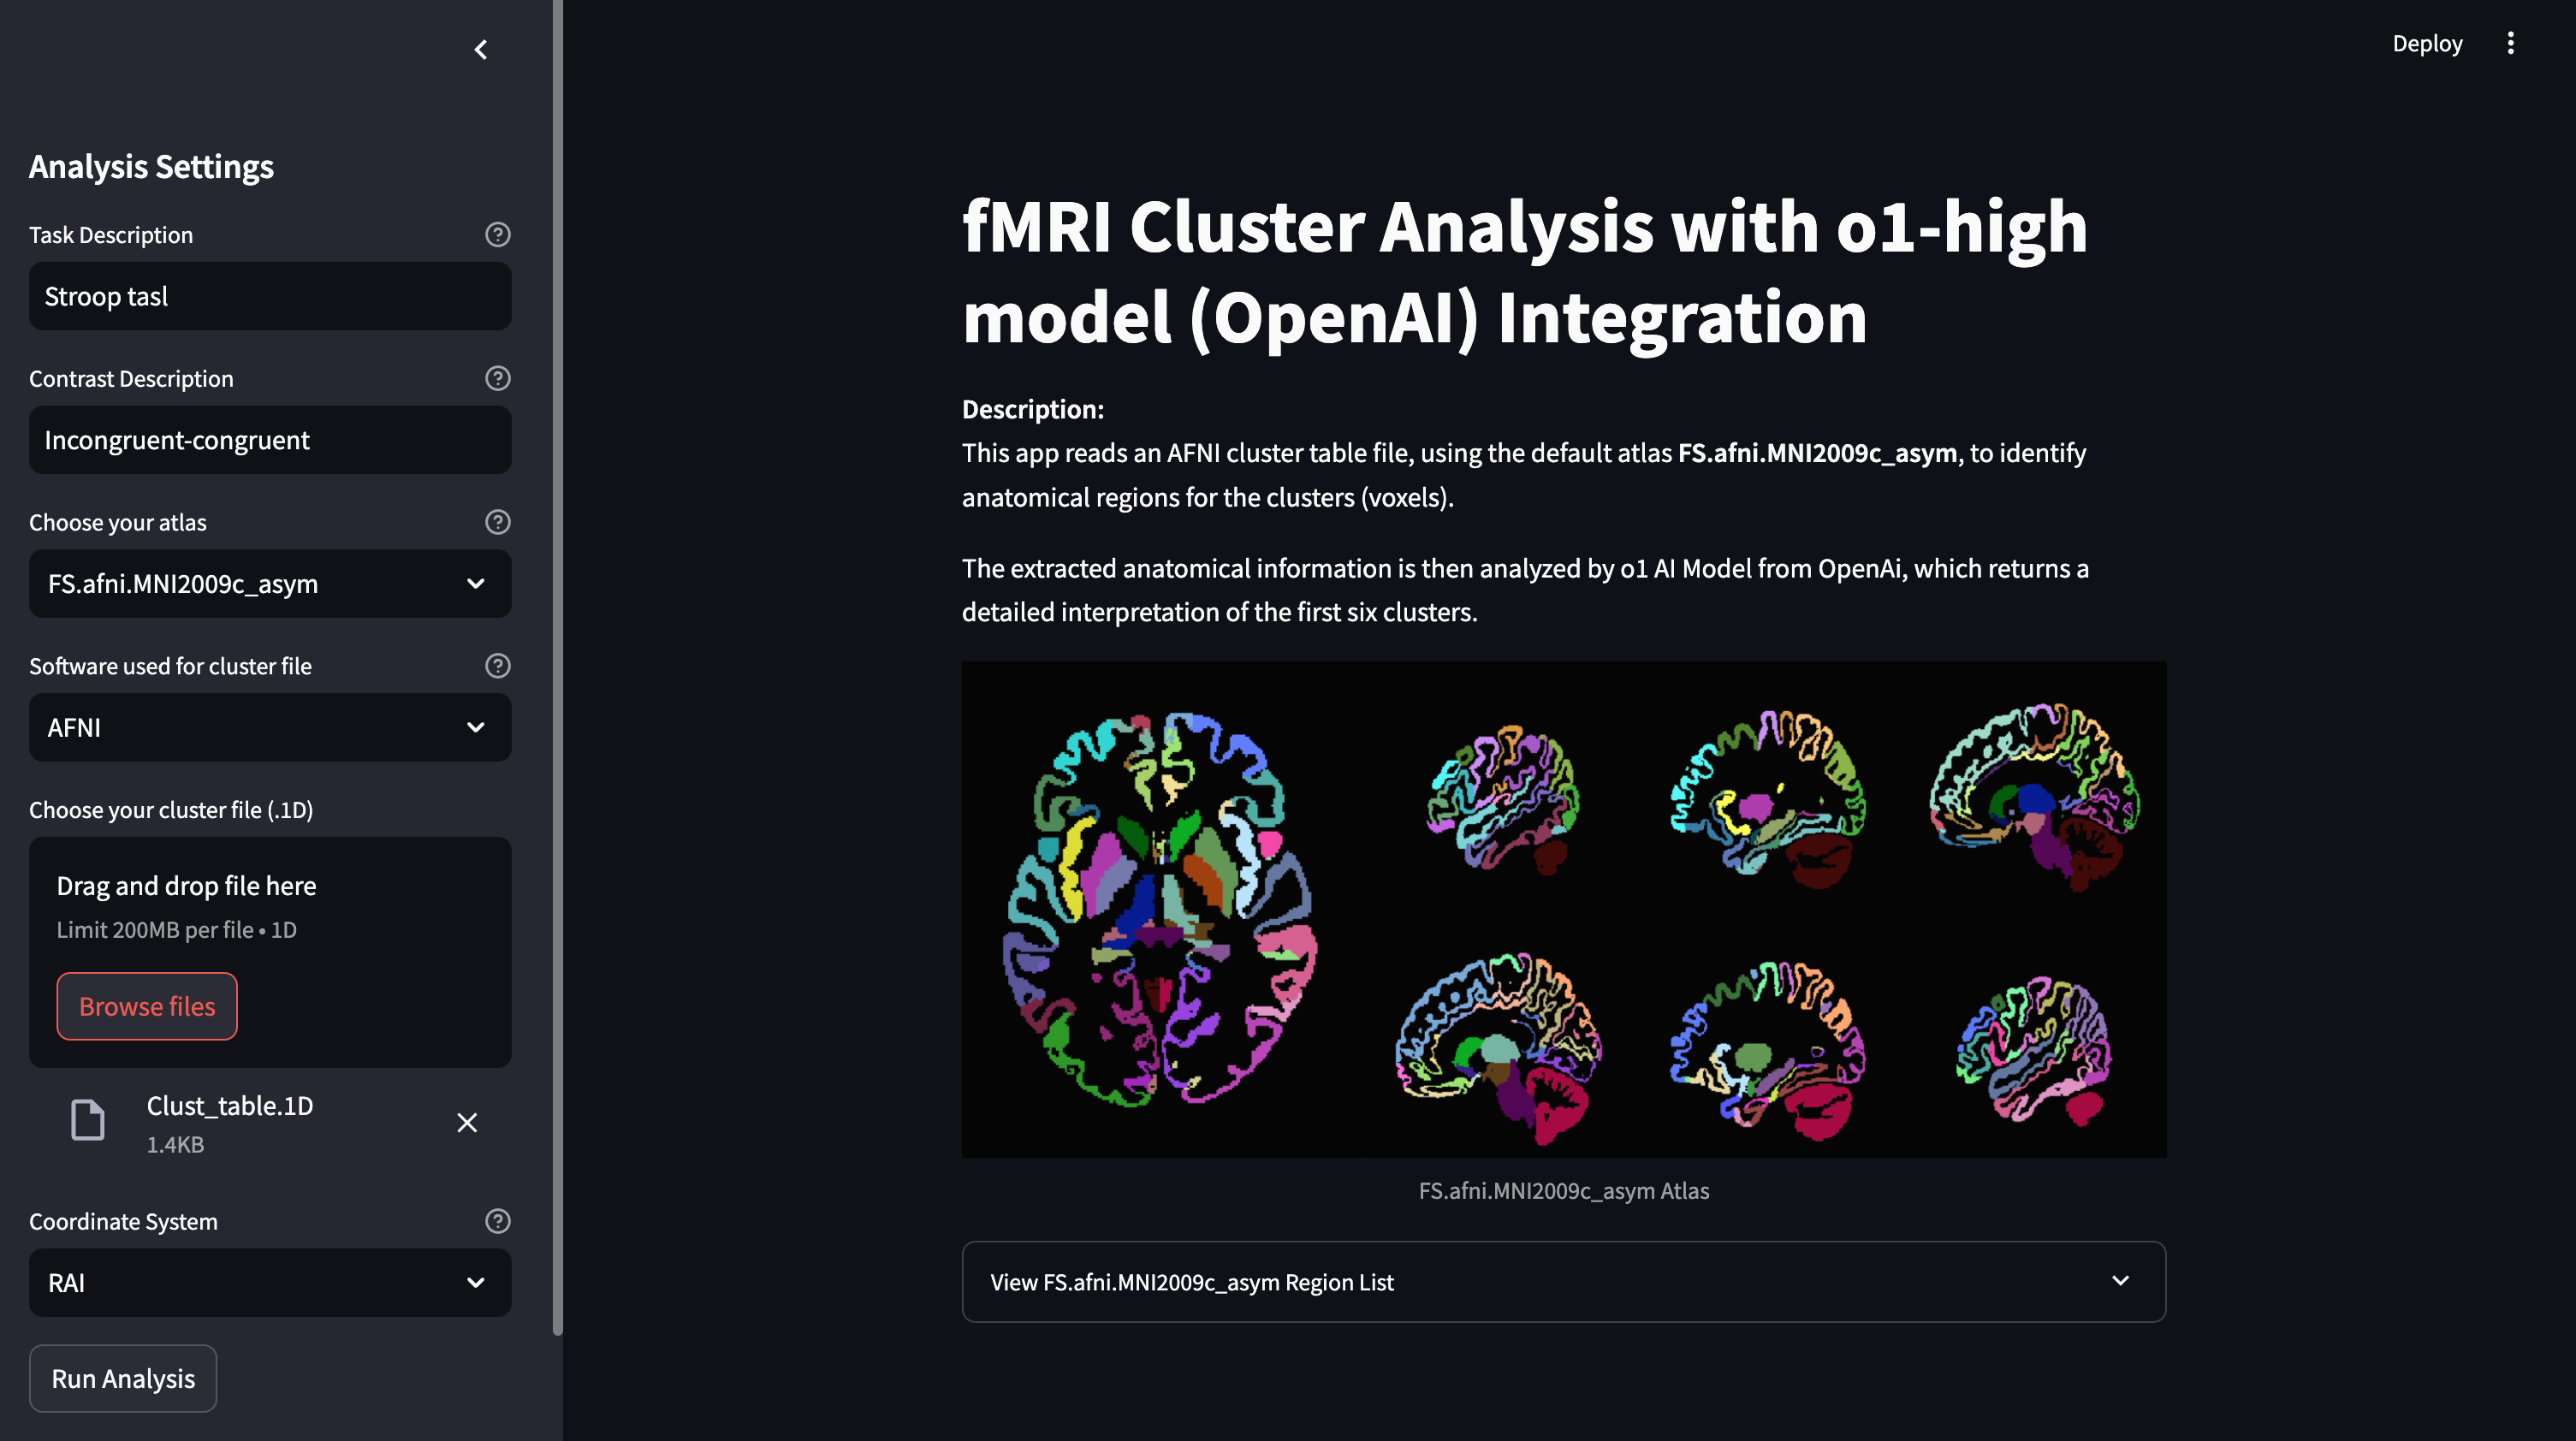 Deploy
Analysis Settings
Task Description
Stroop tasl
Contrast Description
Incongruent-congruent
Choose your atlas
FS.afni.MNI2009c_asym
Software used for cluster file
AFNI
Choose your cluster file (.1D)
Drag and drop file here
Limit 200MB per file • 1D
Browse files
Clust_table.1D
1.4KB
Coordinate System
RAI
Run Analysis
fMRI Cluster Analysis with o1-high
model (OpenAI) Integration
Description:
This app reads an AFNI cluster table file, using the default atlas FS.afni.MNI2009c_asym, to identify
anatomical regions for the clusters (voxels).
The extracted anatomical information is then analyzed by o1 AI Model from OpenAi, which returns a
detailed interpretation of the first six clusters.
FS.afni.MNI2009c_asym Atlas
View FS.afni.MNI2009c_asym Region List